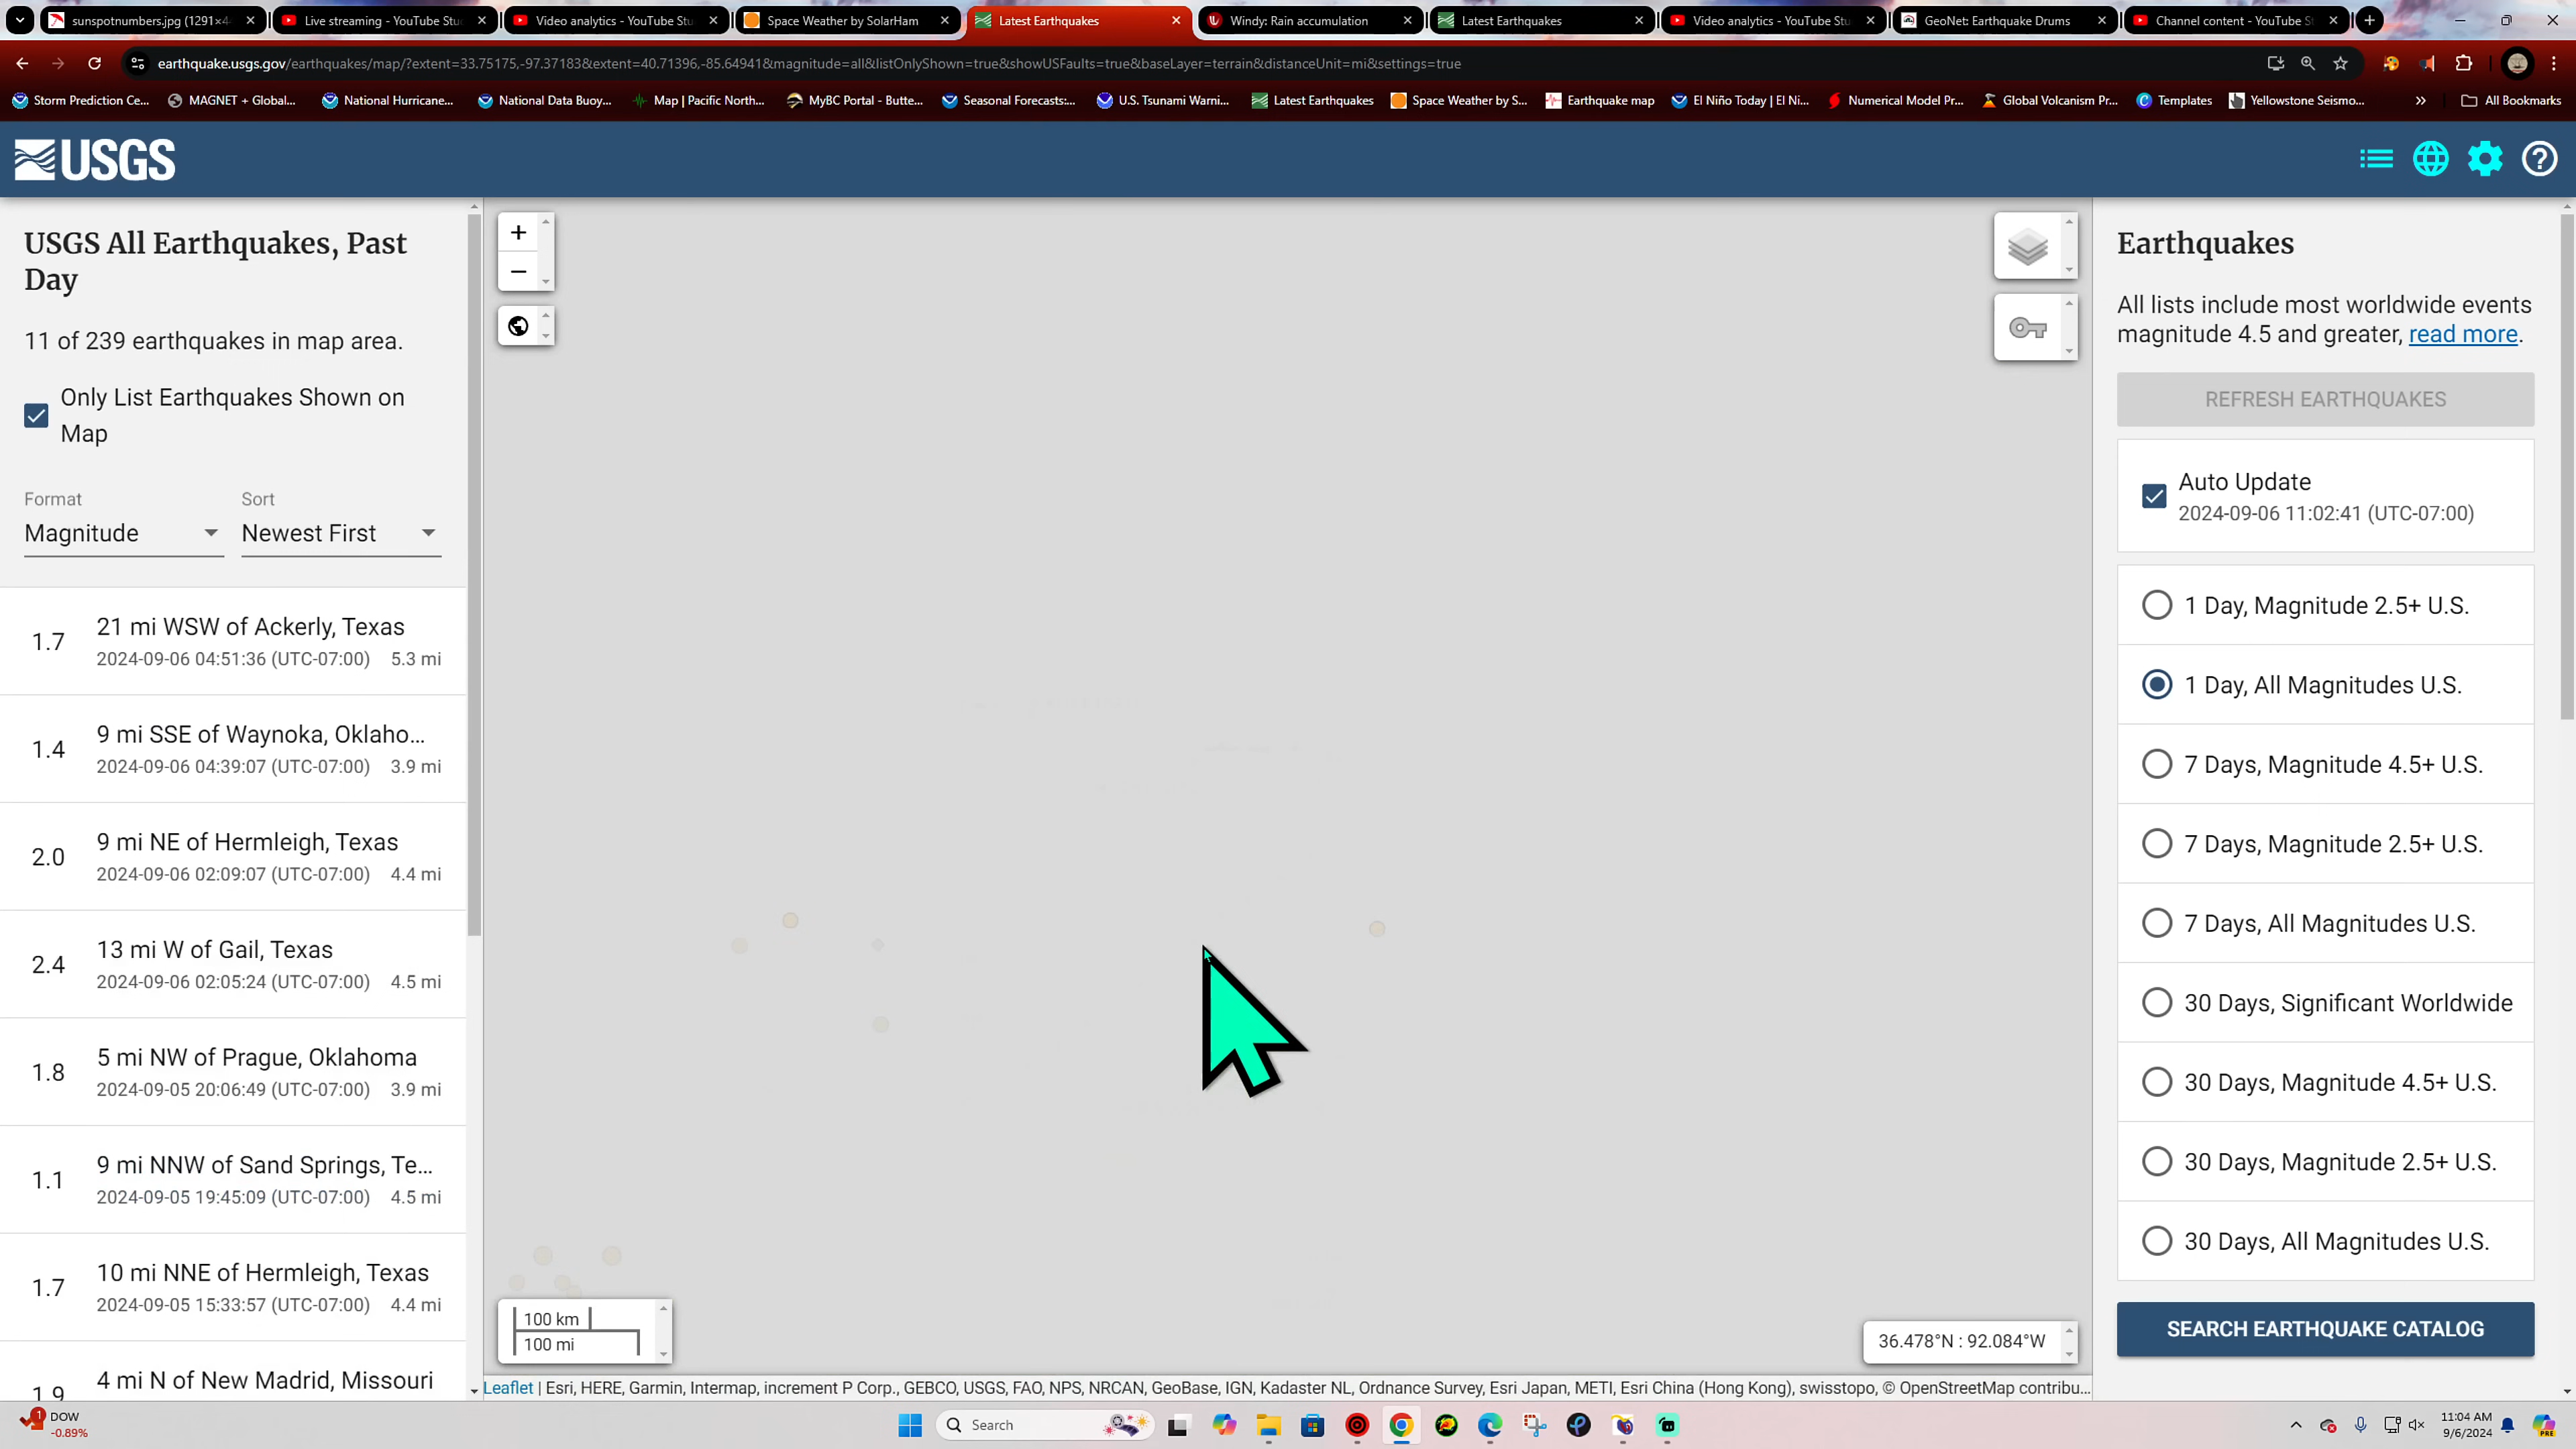 sunspotnumbers.jpg (1291×4
Live streaming - YouTube Stu
Video analytics - YouTube Stu
Space Weather by SolarHam
Latest Earthquakes
Windy: Rain accumulation
Latest Earthquakes
Video analytics - YouTube Stu
GeoNet: Earthquake Drums
Channel content - YouTube S
earthquake.usgs.gov/earthquakes/map/?extent=33.75175,-97.37183&extent=40.71396,-85.64941&magnitude=all&listOnlyShown=true&showUSFaults=true&baseLayer=terrain&distanceUnit=mi&settings=true
Storm Prediction Ce...
MAGNET + Global...
National Hurricane...
National Data Buoy...
Map | Pacific North...
MyBC Portal - Butte...
Seasonal Forecasts:...
U.S. Tsunami Warni...
Latest Earthquakes
Space Weather by S...
Earthquake map
El Niño Today | El Ni...
Numerical Model Pr...
Global Volcanism Pr...
Templates
Yellowstone Seismo...
All Bookmarks
USGS
USGS All Earthquakes, Past
Day
11 of 239 earthquakes in map area.
Only List Earthquakes Shown on
Map
Format
Sort
Magnitude
Newest First
1.7
21 mi WSW of Ackerly, Texas
2024-09-06 04:51:36 (UTC-07:00) 5.3 mi
1.4
9 mi SSE of Waynoka, Oklaho...
2024-09-06 04:39:07 (UTC-07:00) 3.9 mi
2.0
9 mi NE of Hermleigh, Texas
2024-09-06 02:09:07 (UTC-07:00) 4.4 mi
2.4
13 mi W of Gail, Texas
2024-09-06 02:05:24 (UTC-07:00) 4.5 mi
1.8
5 mi NW of Prague, Oklahoma
2024-09-05 20:06:49 (UTC-07:00) 3.9 mi
1.1
9 mi NNW of Sand Springs, Te...
2024-09-05 19:45:09 (UTC-07:00) 4.5 mi
1.7
10 mi NNE of Hermleigh, Texas
2024-09-05 15:33:57 (UTC-07:00) 4.4 mi
1.9
4 mi N of New Madrid, Missouri
+
−
100 km
100 mi
36.478°N : 92.084°W
Leaflet | Esri, HERE, Garmin, Intermap, increment P Corp., GEBCO, USGS, FAO, NPS, NRCAN, GeoBase, IGN, Kadaster NL, Ordnance Survey, Esri Japan, METI, Esri China (Hong Kong), swisstopo, © OpenStreetMap contribu...
Earthquakes
All lists include most worldwide events
magnitude 4.5 and greater, read more.
REFRESH EARTHQUAKES
Auto Update
2024-09-06 11:02:41 (UTC-07:00)
1 Day, Magnitude 2.5+ U.S.
1 Day, All Magnitudes U.S.
7 Days, Magnitude 4.5+ U.S.
7 Days, Magnitude 2.5+ U.S.
7 Days, All Magnitudes U.S.
30 Days, Significant Worldwide
30 Days, Magnitude 4.5+ U.S.
30 Days, Magnitude 2.5+ U.S.
30 Days, All Magnitudes U.S.
SEARCH EARTHQUAKE CATALOG
1
DOW
-0.89%
Search
11:04 AM
9/6/2024
PRE